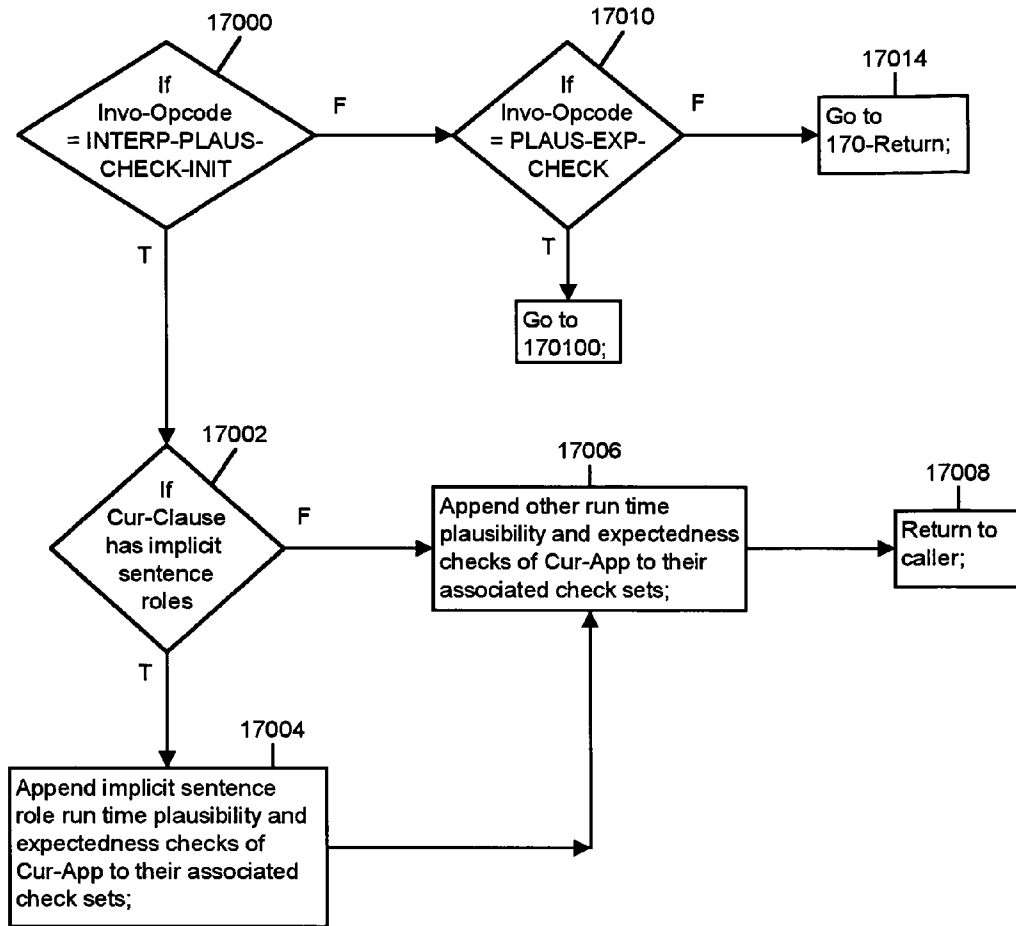 17000
If
Invo-Opcode
= INTERP-PLAUS-
CHECK-INIT
F
T
17010
If
Invo-Opcode
= PLAUS-EXP-
CHECK
F
T
17014
Go to
170-Return;
Go to
170100;
17002
If
Cur-Clause
has implicit
sentence
roles
F
T
17006
Append other run time
plausibility and expectedness
checks of Cur-App to their
associated check sets;
17008
Return to
caller;
17004
Append implicit sentence
role run time plausibility and
expectedness checks of
Cur-App to their associated
check sets;